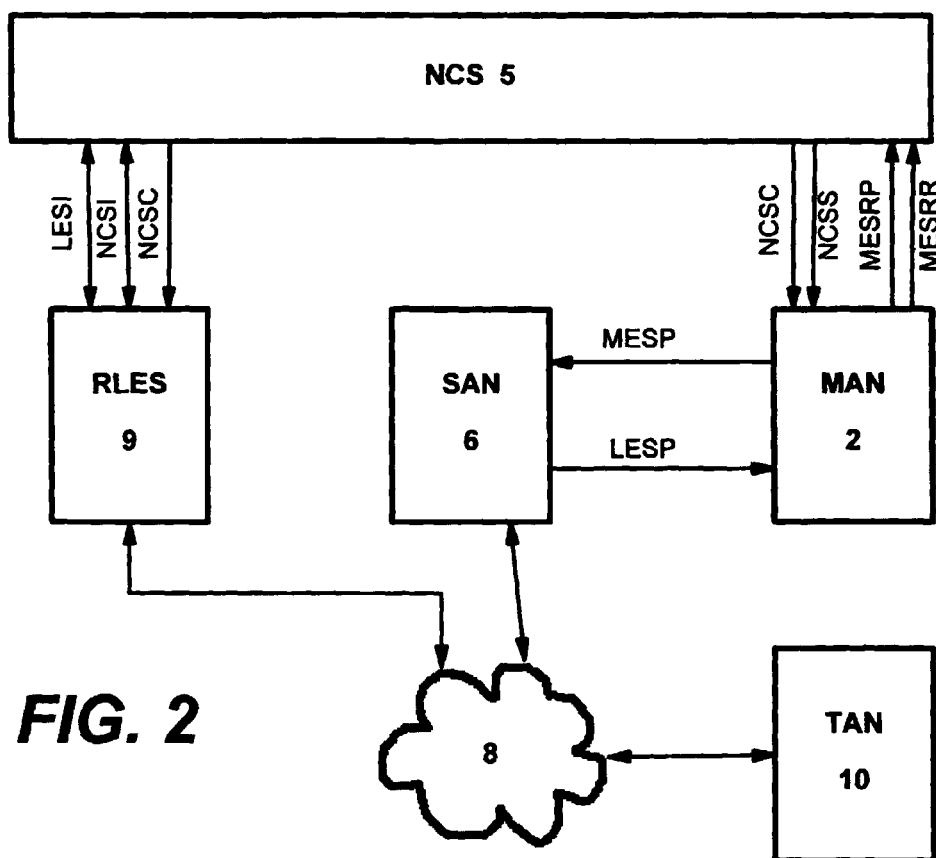 NCS 5
LESI
NCSI
NCSC
NCSC
NCSS
MESRP
MESRR
RLES
9
SAN
6
MESP
LESP
MAN
2
8
TAN
10
FIG. 2